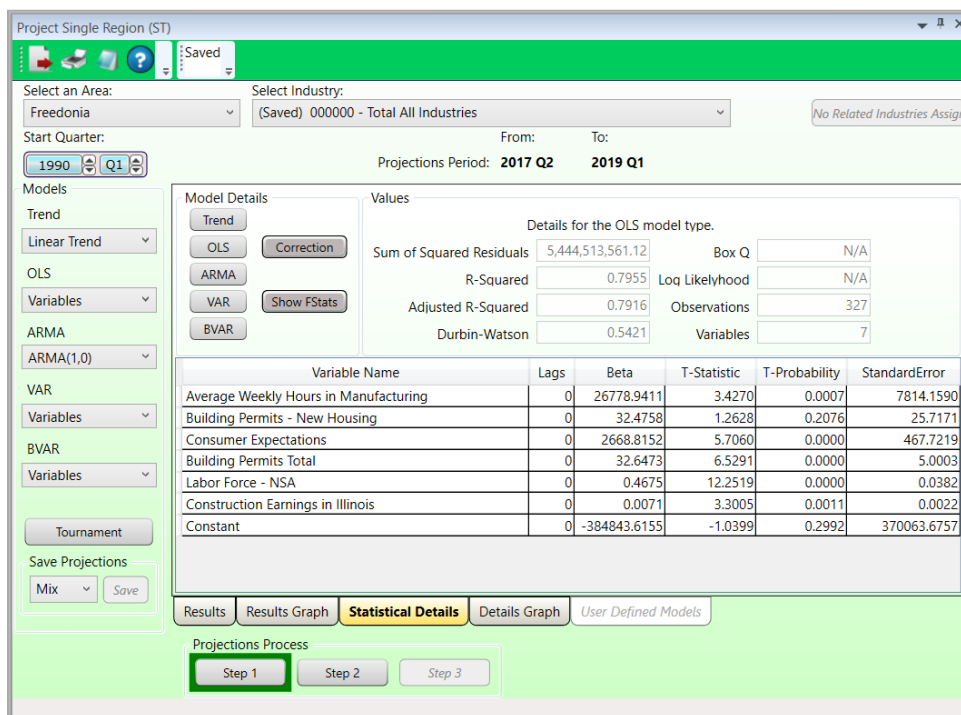 Project Single Region (ST)
Saved
Select an Area:
Select Industry:
Freedonia
(Saved) 000000 - Total All Industries
No Related Industries Assig
Start Quarter:
From:
To:
1990 Q1
Projections Period: 2017 Q2 2019 Q1
Models
Model Details
Values
Trend
Linear Trend
OLS
Variables
ARMA
ARMA(1,0)
VAR
Variables
BVAR
Variables
Tournament
Save Projections
Mix
Save
Trend
OLS
Correction
ARMA
VAR
Show FStats
BVAR
Details for the OLS model type.
Sum of Squared Residuals 5,444,513,561.12 Box Q N/A
R-Squared 0.7955 Log Likelyhood N/A
Adjusted R-Squared 0.7916 Observations 327
Durbin-Watson 0.5421 Variables 7
Variable Name Lags Beta T-Statistic T-Probability StandardError
Average Weekly Hours in Manufacturing 0 26778.9411 3.4270 0.0007 7814.1590
Building Permits - New Housing 0 32.4758 1.2628 0.2076 25.7171
Consumer Expectations 0 2668.8152 5.7060 0.0000 467.7219
Building Permits Total 0 32.6473 6.5291 0.0000 5.0003
Labor Force - NSA 0 0.4675 12.2519 0.0000 0.0382
Construction Earnings in Illinois 0 0.0071 3.3005 0.0011 0.0022
Constant 0 -384843.6155 -1.0399 0.2992 370063.6757
Results
Results Graph
Statistical Details
Details Graph
User Defined Models
Projections Process
Step 1
Step 2
Step 3